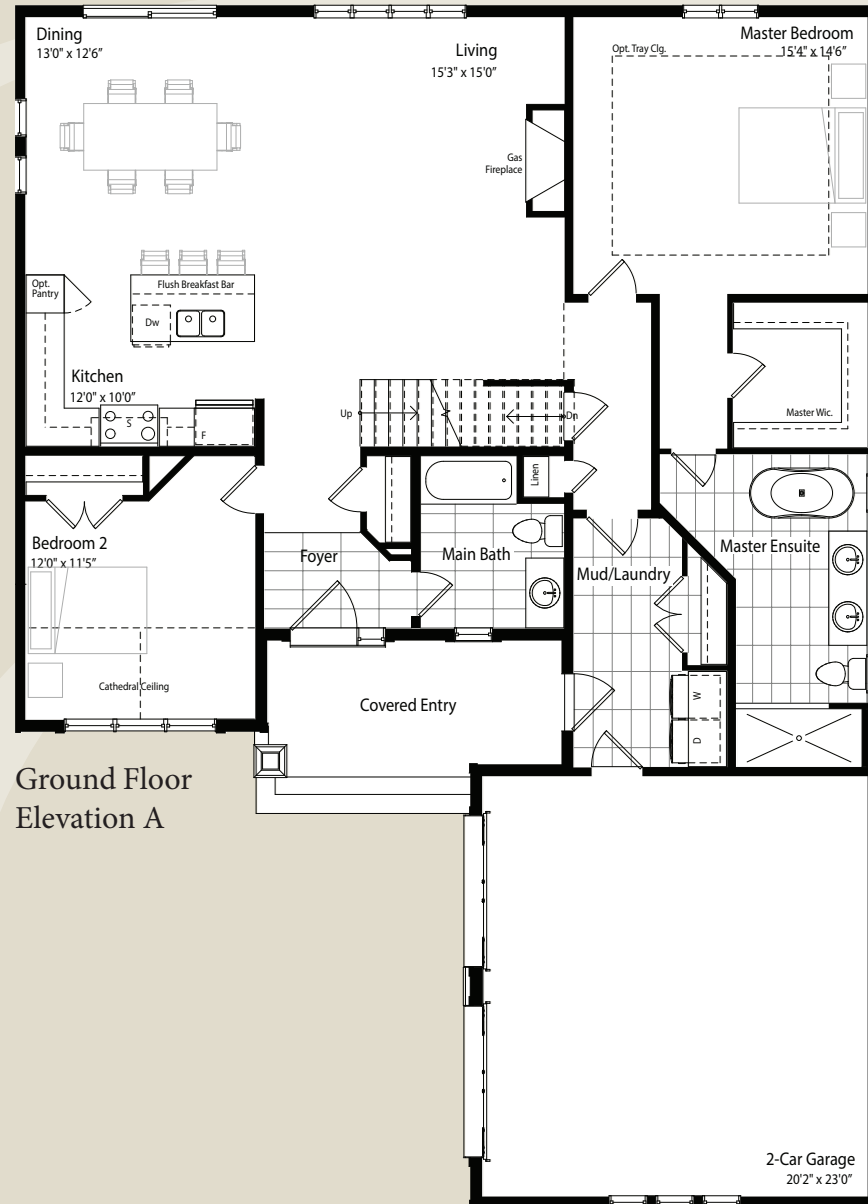 Dining
13'0" x 12'6"
Living
15'3" x 15'0"
Master Bedroom
15'4" x 14'6"
Opt. Tray Clg.
Gas
Fireplace
Opt.
Pantry
Flush Breakfast Bar
Dw
Kitchen
12'0" x 10'0"
S
F
Up
Dn
Master Wic.
Linen
Bedroom 2
12'0" x 11'5"
Foyer
Main Bath
Mud/Laundry
Master Ensuite
Cathedral Ceiling
Covered Entry
W
D
Ground Floor
Elevation A
2-Car Garage
20'2" x 23'0"